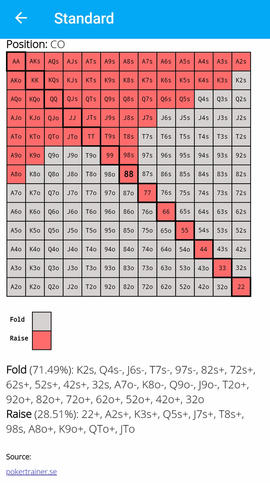 Standard
Position: CO
AA AKs AQs AJs ATs A9s A8s A7s A6s A5s A4s A3s A2s
AKo KK KQs KJs KTs K9s K8s K7s K6s K5s K4s K3s K2s
AQo KQo QQ QJs QTs Q9s Q8s Q7s Q6s Q5s Q4s Q3s Q2s
AJo KJo QJo JJ JTs J9s J8s J7s J6s J5s J4s J3s J2s
ATo KTo QTo JTo TT T9s T8s T7s T6s T5s T4s T3s T2s
A9o K9o Q9o J9o T9o 99 98s 97s 96s 95s 94s 93s 92s
A8o K8o Q8o J8o T8o 98o 88 87s 86s 85s 84s 83s 82s
A7o K7o Q7o J7o T7o 97o 87o 77 76s 75s 74s 73s 72s
A6o K6o Q6o J6o T6o 96o 86o 76o 66 65s 64s 63s 62s
A5o K5o Q5o J5o T5o 95o 85o 75o 65o 55 54s 53s 52s
A4o K4o Q4o J4o T4o 94o 84o 74o 64o 54o 44 43s 42s
A3o K3o Q3o J3o T3o 93o 83o 73o 63o 53o 43o 33 32s
A2o K2o Q2o J2o T2o 92o 82o 72o 62o 52o 42o 32o 22
Fold
Raise
Fold (71.49%): K2s, Q4s-, J6s-, T7s-, 97s-, 82s+, 72s+,
62s+, 52s+, 42s+, 32s, A7o-, K8o-, Q9o-, J9o-, T2o+,
92o+, 82o+, 72o+, 62o+, 52o+, 42o+, 32o
Raise (28.51%): 22+, A2s+, K3s+, Q5s+, J7s+, T8s+,
98s, A8o+, K9o+, QTo+, JTo
Source:
pokertrainer.se